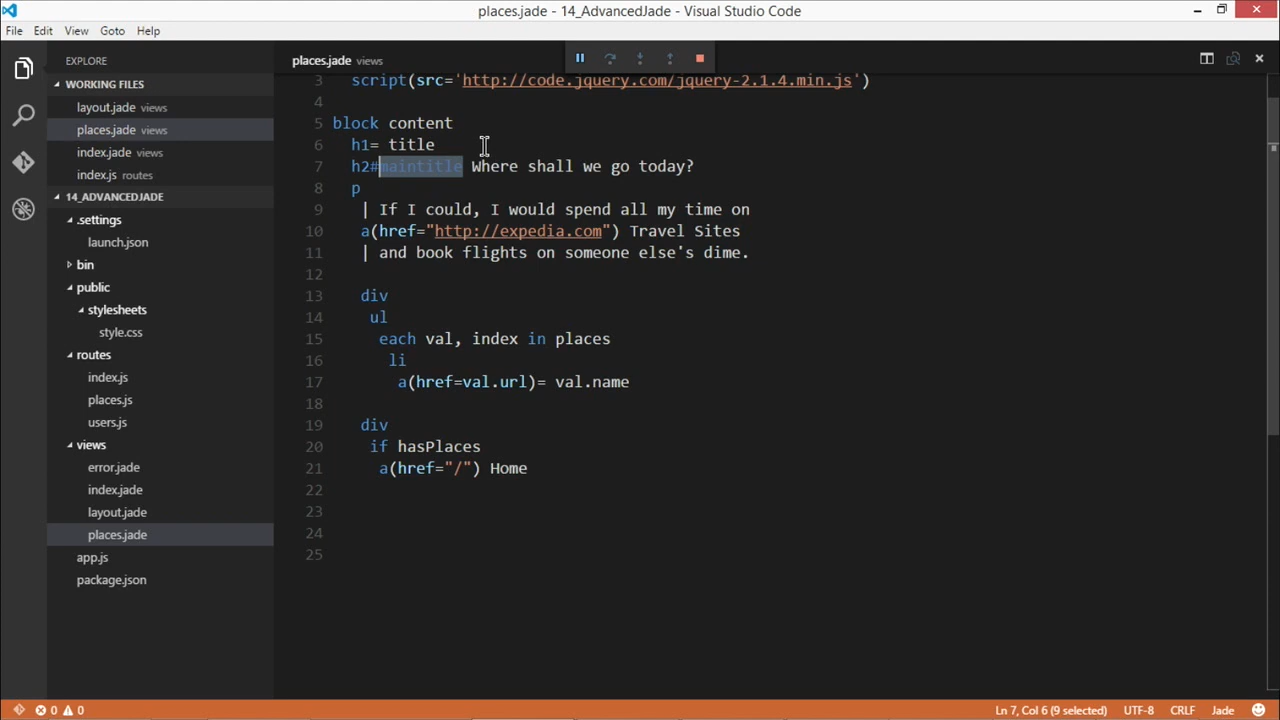 places.jade - 14_AdvancedJade - Visual Studio Code
File Edit View Goto Help
EXPLORE
WORKING FILES
layout.jade views
places.jade views
index.jade views
index.js routes
14_ADVANCEDJADE
.settings
launch.json
bin
public
stylesheets
style.css
routes
index.js
places.js
users.js
views
error.jade
index.jade
layout.jade
places.jade
app.js
package.json
places.jade views
3 script(src='http://code.jquery.com/jquery-2.1.4.min.js')
4
5 block content
6 h1= title
7 h2#maintitle Where shall we go today?
8 p
9 | If I could, I would spend all my time on
10 a(href="http://expedia.com") Travel Sites
11 | and book flights on someone else's dime.
12
13 div
14 ul
15 each val, index in places
16 li
17 a(href=val.url)= val.name
18
19 div
20 if hasPlaces
21 a(href="/") Home
22
23
24
25
0 0 Ln 7, Col 6 (9 selected) UTF-8 CRLF Jade